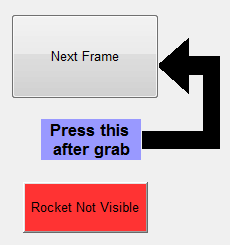 Next Frame
Press this
after grab
Rocket Not Visible